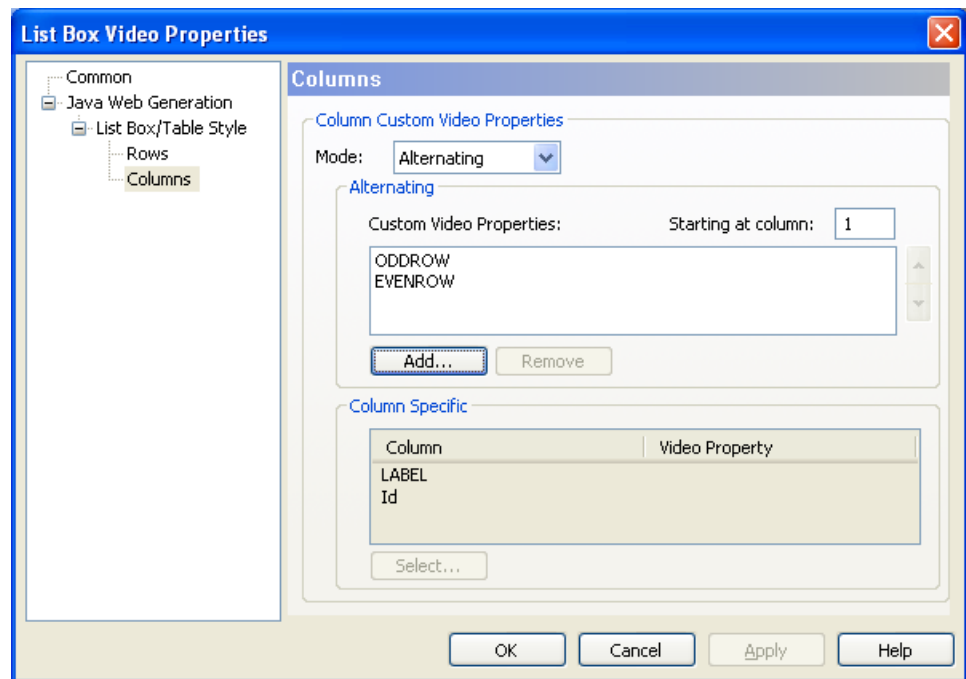 List Box Video Properties
Common
Java Web Generation
List Box/Table Style
Rows
Columns
Columns
Column Custom Video Properties
Mode: Alternating
Alternating
Custom Video Properties: Starting at column: 1
ODDROW
EVENROW
Add... Remove
Column Specific
Column Video Property
LABEL
Id
Select...
OK Cancel Apply Help